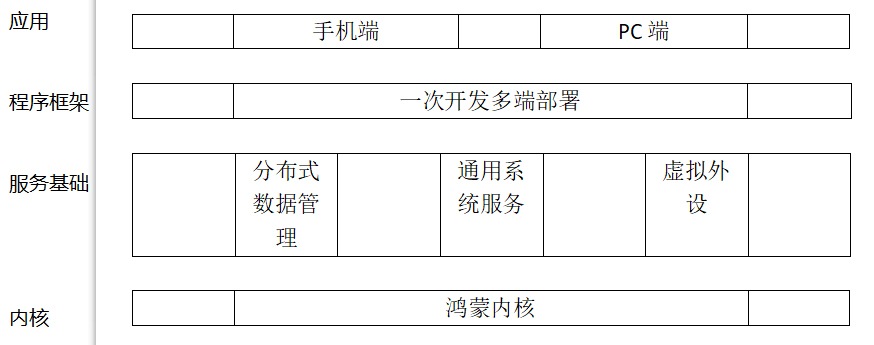 应用
手机端
PC 端
程序框架
一次开发多端部署
服务基础
分布式
数据管
理
通用系
统服务
虚拟外
设
内核
鸿蒙内核